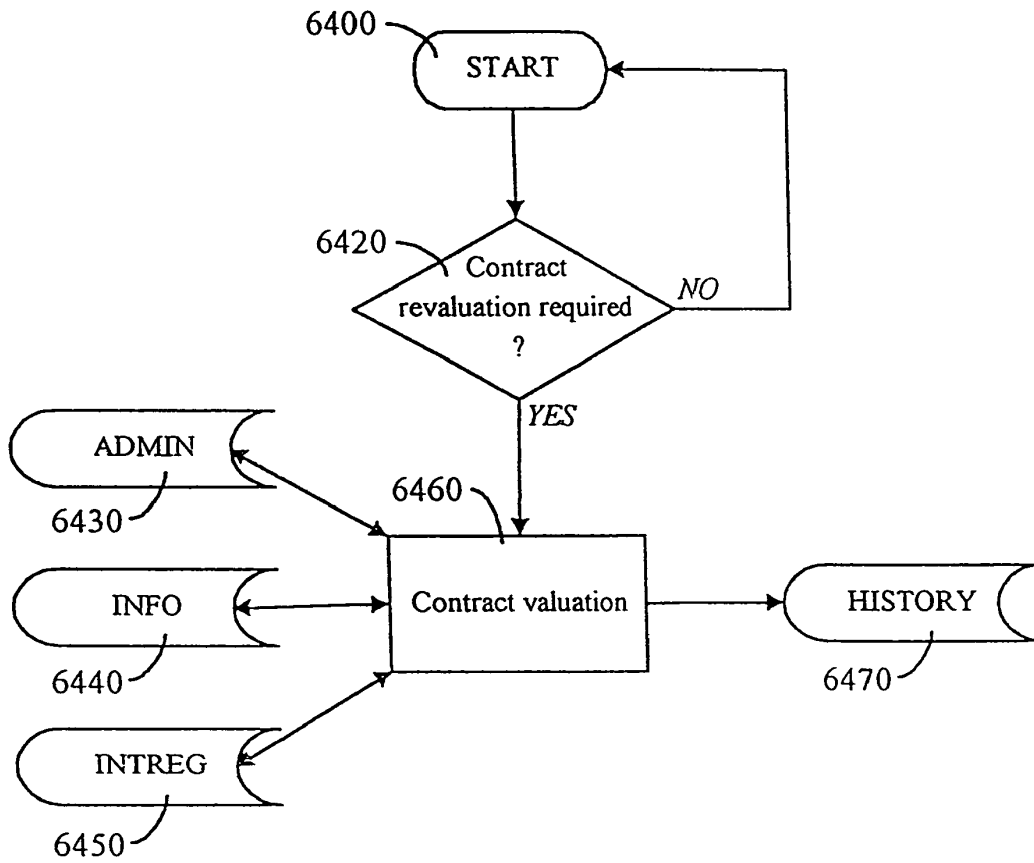 6400
START
6420
Contract
revaluation required
?
NO
YES
ADMIN
6430
6460
INFO
Contract valuation
HISTORY
6440
6470
INTREG
6450